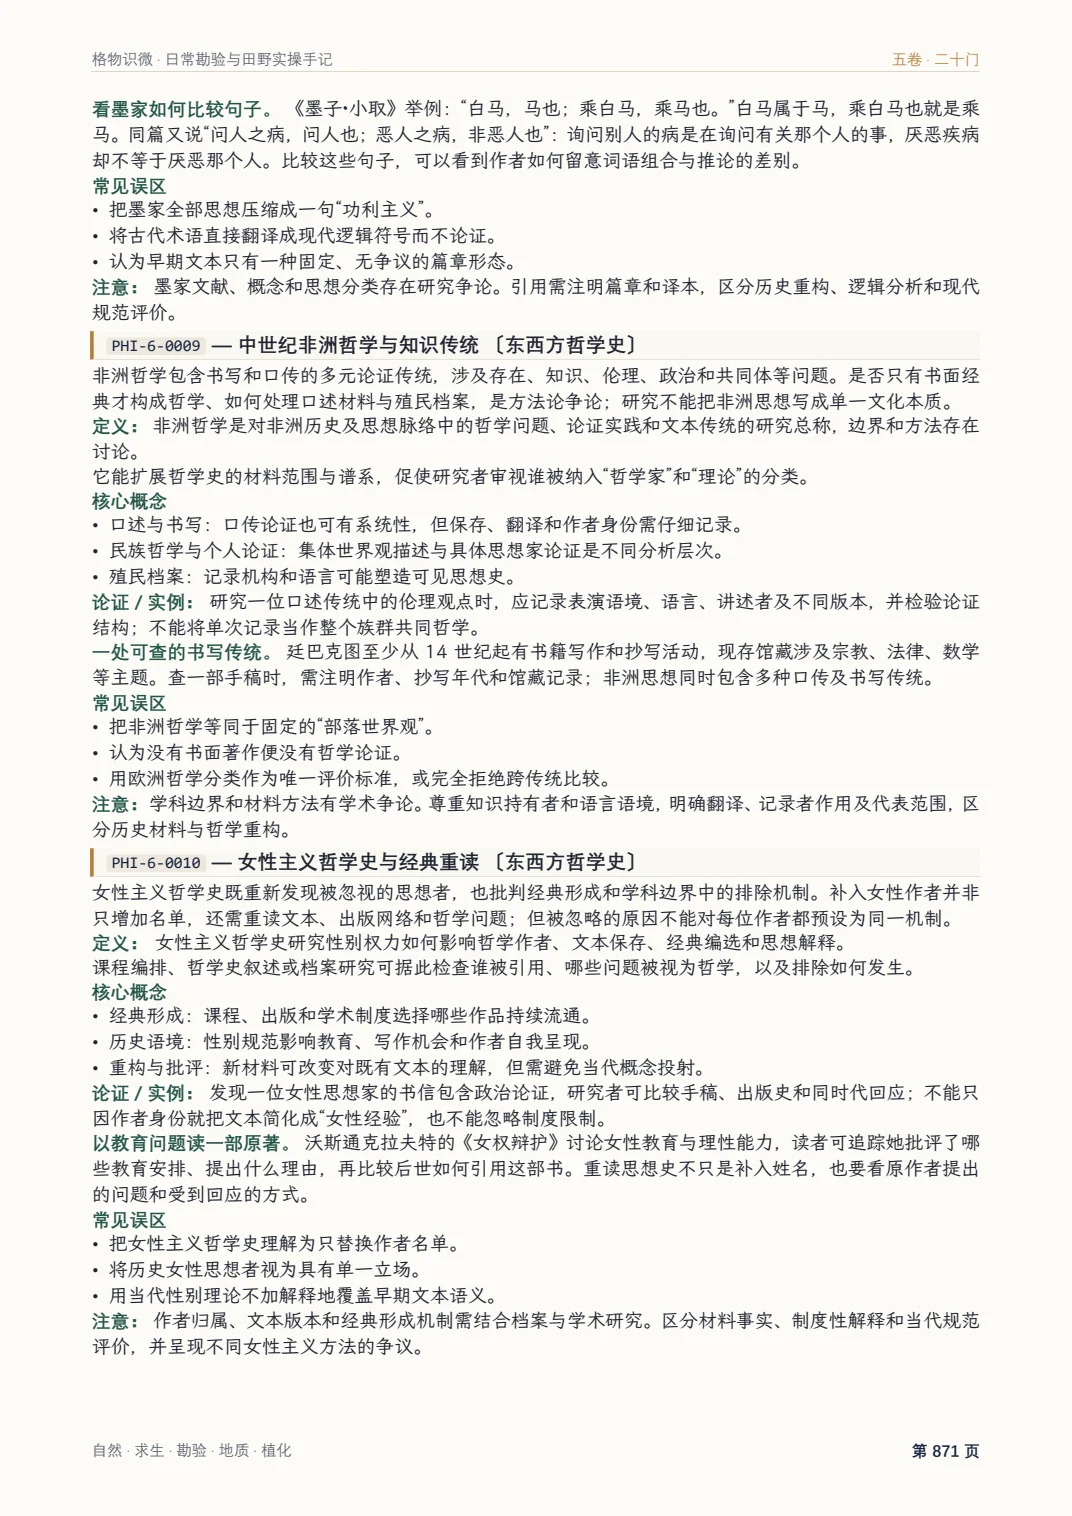 格物识微 · 日常勘验与田野实操手记
五卷 · 二十门
看墨家如何比较句子。 《墨子•小取》举例：“白马，马也；乘白马，乘马也。”白马属于马，乘白马也就是乘
马。同篇又说“问人之病，问人也；恶人之病，非恶人也”：询问别人的病是在询问有关那个人的事，厌恶疾病
却不等于厌恶那个人。比较这些句子，可以看到作者如何留意词语组合与推论的差别。
常见误区
• 把墨家全部思想压缩成一句“功利主义”。
• 将古代术语直接翻译成现代逻辑符号而不论证。
• 认为早期文本只有一种固定、无争议的篇章形态。
注意： 墨家文献、概念和思想分类存在研究争论。引用需注明篇章和译本，区分历史重构、逻辑分析和现代
规范评价。
PHI-6-0009 — 中世纪非洲哲学与知识传统 〔东西方哲学史〕
非洲哲学包含书写和口传的多元论证传统，涉及存在、知识、伦理、政治和共同体等问题。是否只有书面经
典才构成哲学、如何处理口述材料与殖民档案，是方法论争论；研究不能把非洲思想写成单一文化本质。
定义： 非洲哲学是对非洲历史及思想脉络中的哲学问题、论证实践和文本传统的研究总称，边界和方法存在
讨论。
它能扩展哲学史的材料范围与谱系，促使研究者审视谁被纳入“哲学家”和“理论”的分类。
核心概念
• 口述与书写：口传论证也可有系统性，但保存、翻译和作者身份需仔细记录。
• 民族哲学与个人论证：集体世界观描述与具体思想家论证是不同分析层次。
• 殖民档案：记录机构和语言可能塑造可见思想史。
论证 / 实例： 研究一位口述传统中的伦理观点时，应记录表演语境、语言、讲述者及不同版本，并检验论证
结构；不能将单次记录当作整个族群共同哲学。
一处可查的书写传统。 廷巴克图至少从 14 世纪起有书籍写作和抄写活动，现存馆藏涉及宗教、法律、数学
等主题。查一部手稿时，需注明作者、抄写年代和馆藏记录；非洲思想同时包含多种口传及书写传统。
常见误区
• 把非洲哲学等同于固定的“部落世界观”。
• 认为没有书面著作便没有哲学论证。
• 用欧洲哲学分类作为唯一评价标准，或完全拒绝跨传统比较。
注意：学科边界和材料方法有学术争论。尊重知识持有者和语言语境，明确翻译、记录者作用及代表范围，区
分历史材料与哲学重构。
PHI-6-0010 — 女性主义哲学史与经典重读 〔东西方哲学史〕
女性主义哲学史既重新发现被忽视的思想者，也批判经典形成和学科边界中的排除机制。补入女性作者并非
只增加名单，还需重读文本、出版网络和哲学问题；但被忽略的原因不能对每位作者都预设为同一机制。
定义： 女性主义哲学史研究性别权力如何影响哲学作者、文本保存、经典编选和思想解释。
课程编排、哲学史叙述或档案研究可据此检查谁被引用、哪些问题被视为哲学，以及排除如何发生。
核心概念
• 经典形成：课程、出版和学术制度选择哪些作品持续流通。
• 历史语境：性别规范影响教育、写作机会和作者自我呈现。
• 重构与批评：新材料可改变对既有文本的理解，但需避免当代概念投射。
论证 / 实例： 发现一位女性思想家的书信包含政治论证，研究者可比较手稿、出版史和同时代回应；不能只
因作者身份就把文本简化成“女性经验”，也不能忽略制度限制。
以教育问题读一部原著。 沃斯通克拉夫特的《女权辩护》讨论女性教育与理性能力，读者可追踪她批评了哪
些教育安排、提出什么理由，再比较后世如何引用这部书。重读思想史不只是补入姓名，也要看原作者提出
的问题和受到回应的方式。
常见误区
• 把女性主义哲学史理解为只替换作者名单。
• 将历史女性思想者视为具有单一立场。
• 用当代性别理论不加解释地覆盖早期文本语义。
注意： 作者归属、文本版本和经典形成机制需结合档案与学术研究。区分材料事实、制度性解释和当代规范
评价，并呈现不同女性主义方法的争议。
自然 · 求生 · 勘验 · 地质 · 植化
第 871 页